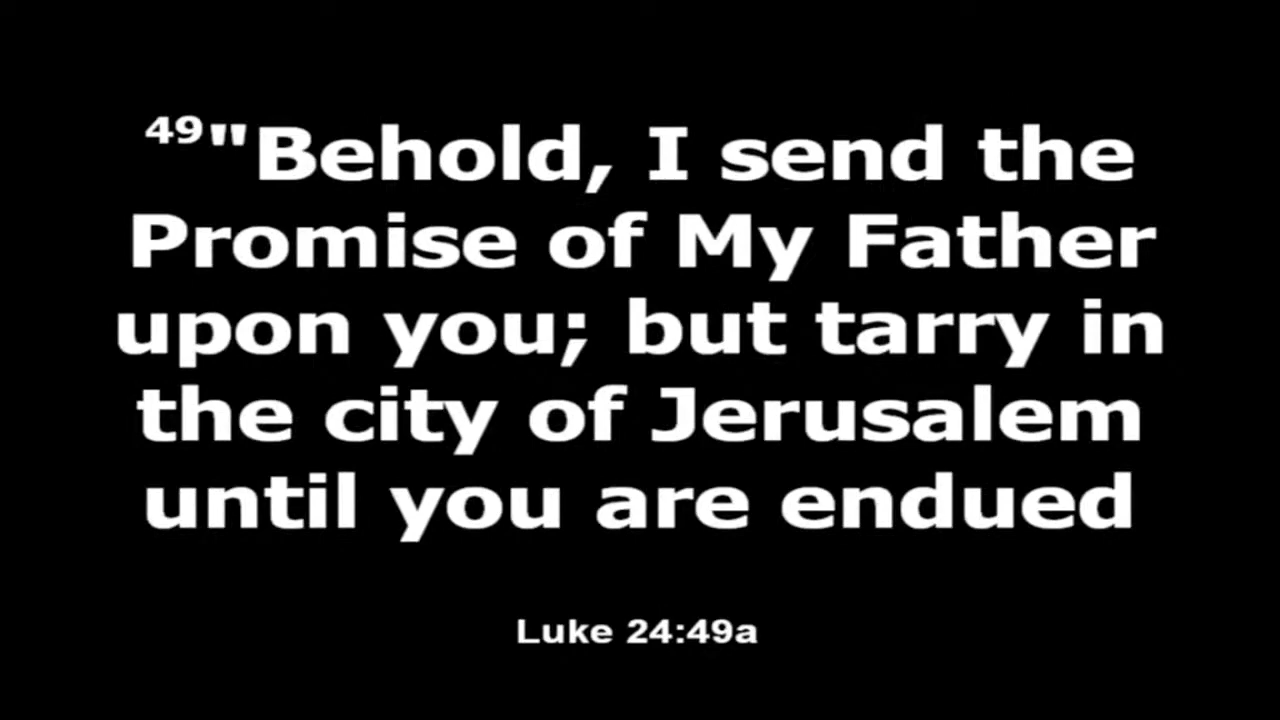 49"Behold, I send the
Promise of My Father
upon you; but tarry in
the city of Jerusalem
until you are endued
Luke 24:49a